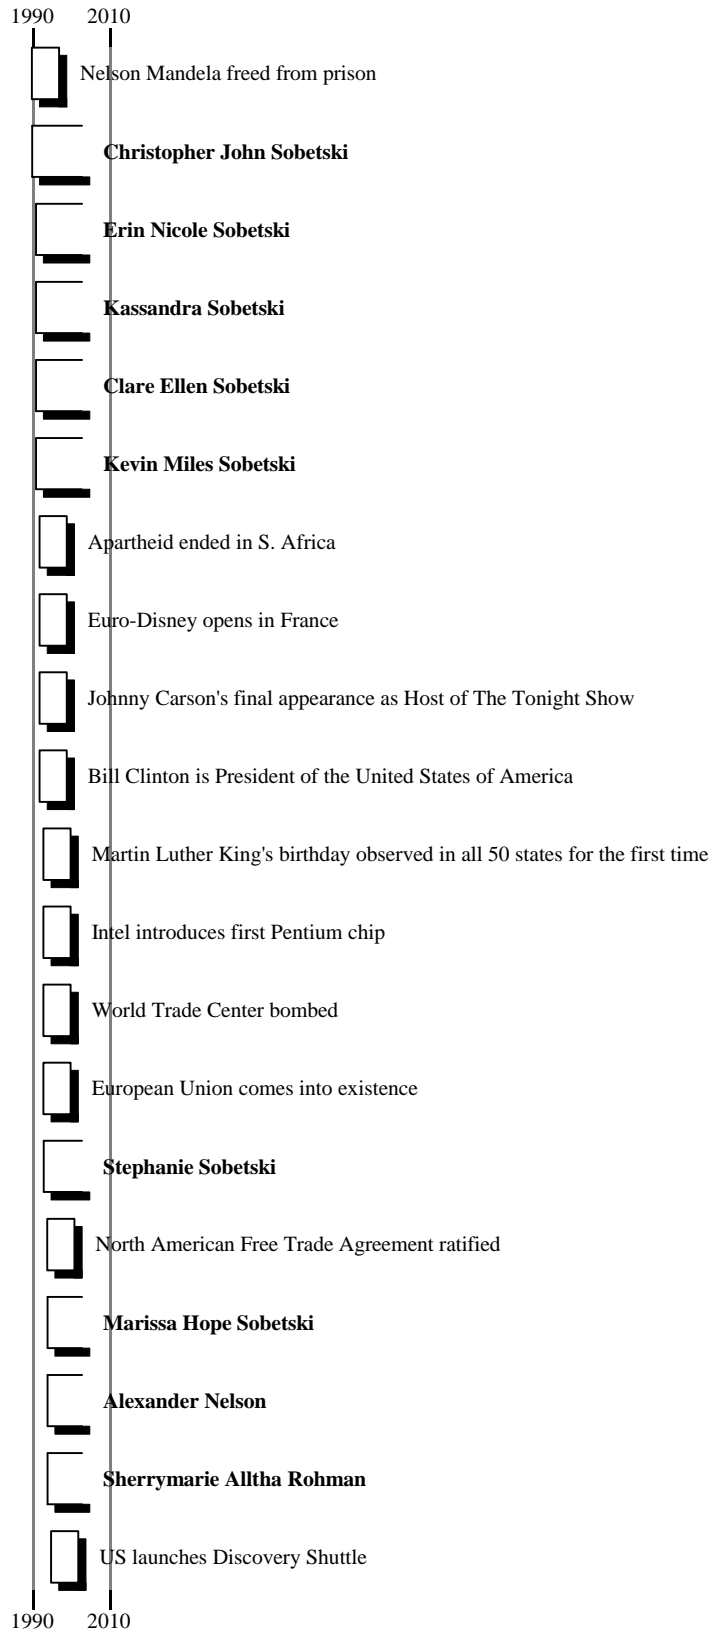 1990 2010
Nelson Mandela freed from prison
Christopher John Sobetski
Erin Nicole Sobetski
Kassandra Sobetski
Clare Ellen Sobetski
Kevin Miles Sobetski
Apartheid ended in S. Africa
Euro-Disney opens in France
Johnny Carson's final appearance as Host of The Tonight Show
Bill Clinton is President of the United States of America
Martin Luther King's birthday observed in all 50 states for the first time
Intel introduces first Pentium chip
World Trade Center bombed
European Union comes into existence
Stephanie Sobetski
North American Free Trade Agreement ratified
Marissa Hope Sobetski
Alexander Nelson
Sherrymarie Alltha Rohman
US launches Discovery Shuttle
1990 2010